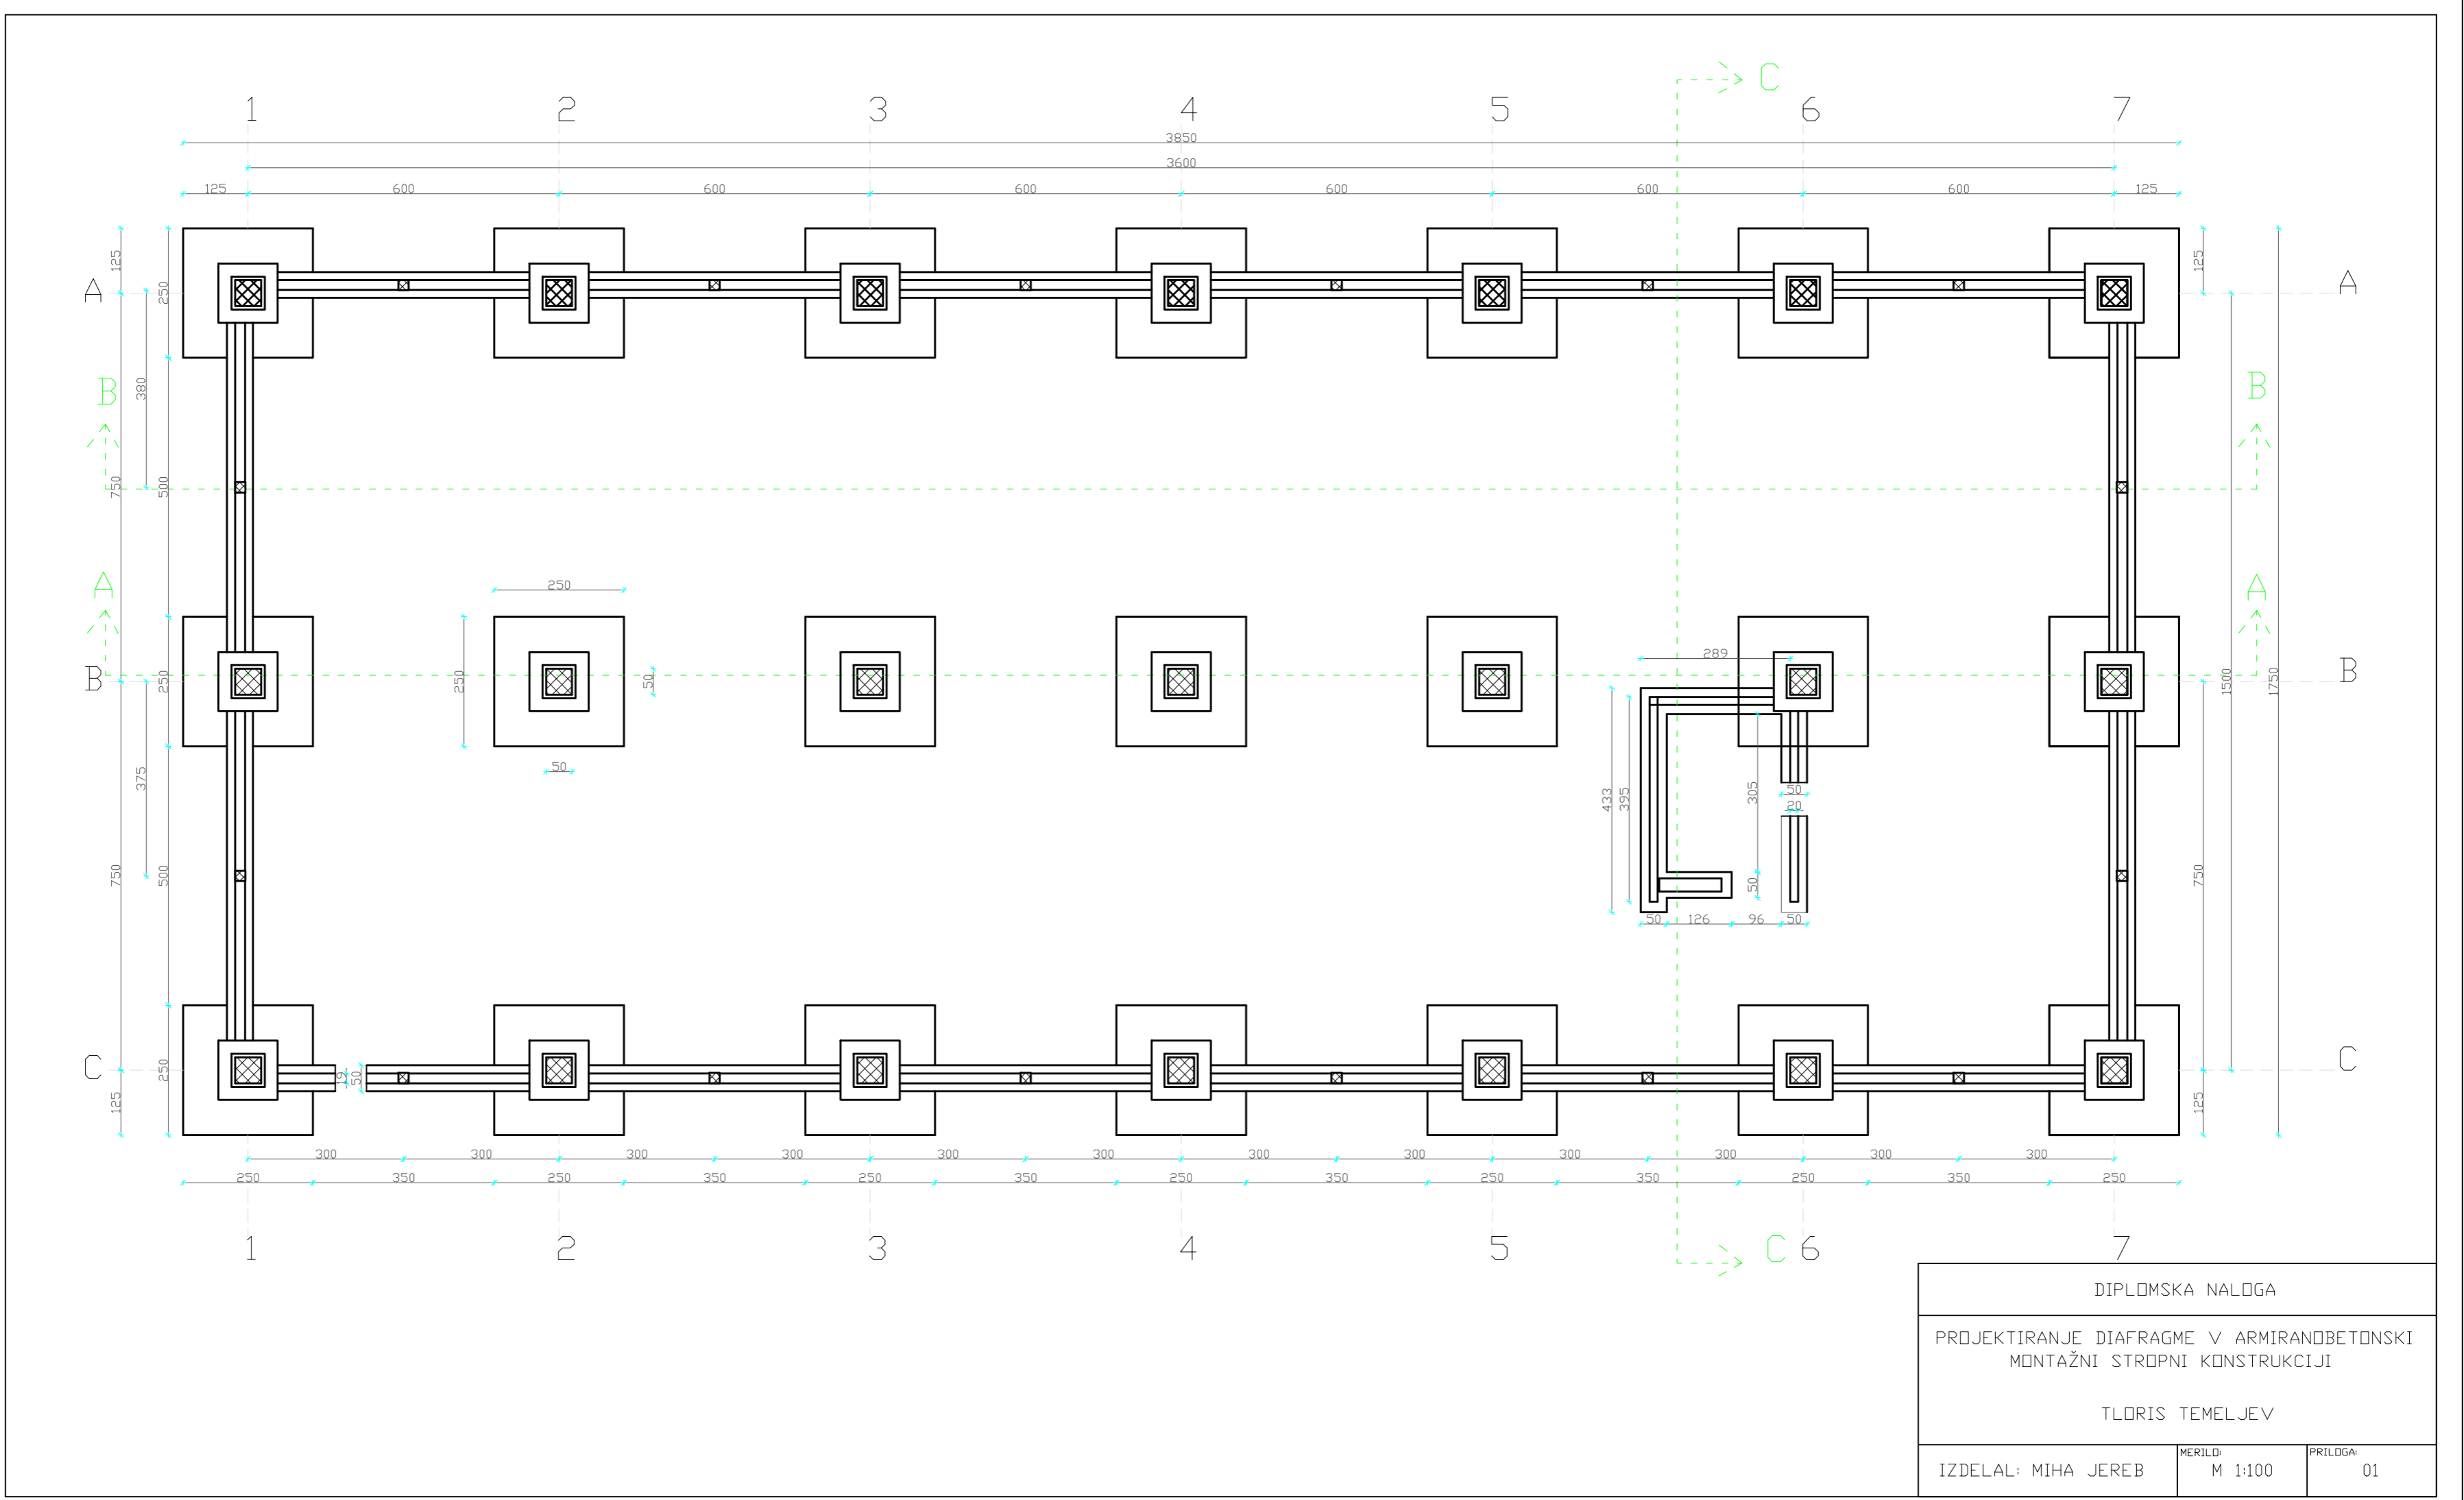 C
1 2 3 4 5 6 7
3850
3600
125 600 600 600 600 600 600 125
A 125 250 125 A
380
B B
750 500 500
250
A A
289
B 250 250 50 1500 1750 B
50
375
433 395 305 50
20
750 500 50 750
50 126 96 50
C 250 19 50 C
125 125
300 300 300 300 300 300 300 300 300 300 300 300
250 350 250 350 250 350 250 350 250 350 250 350 250
1 2 3 4 5 C 6 7
DIPLOMSKA NALOGA
PROJEKTIRANJE DIAFRAGME V ARMIRANOBETONSKI
MONTAŽNI STROPNI KONSTRUKCIJI
TLORIS TEMELJEV
IZDELAL: MIHA JEREB
MERILO:
M 1:100
PRILOGA:
01